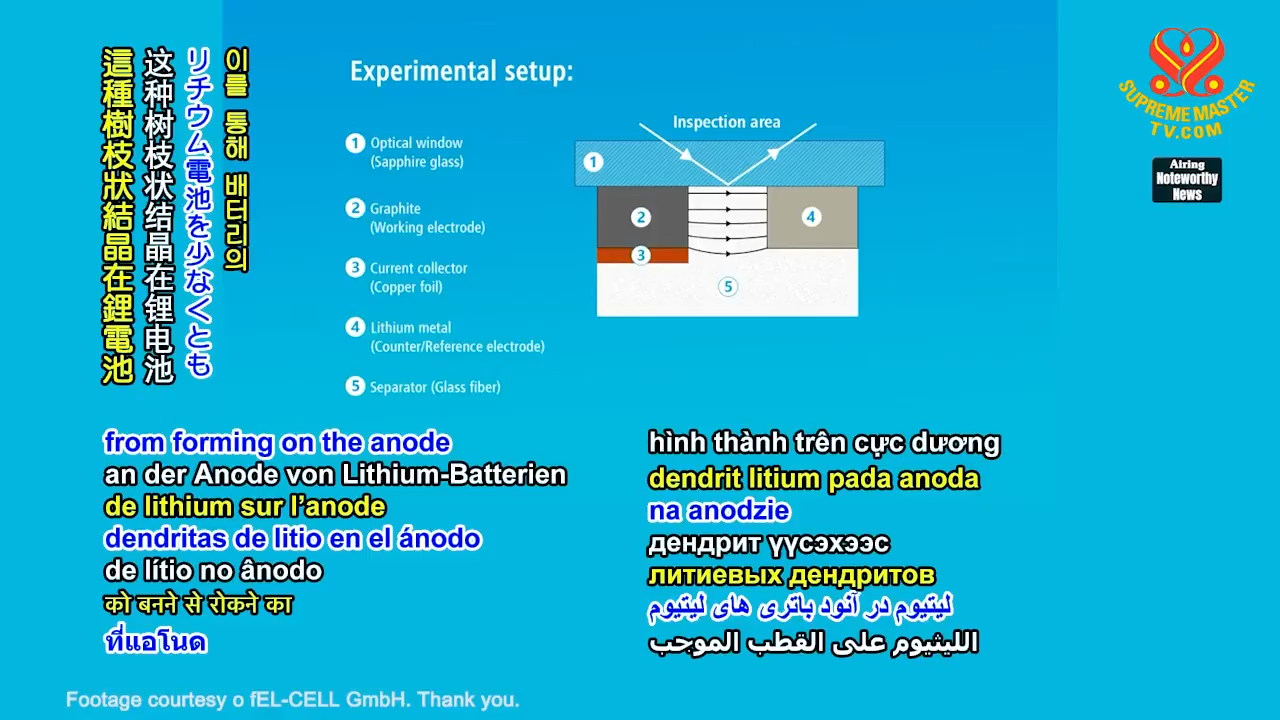 이를 통해 배터리의
リチウム電池を少なくとも
这种树枝状结晶在锂电池
這種樹枝狀結晶在鋰電池
Experimental setup:
1 Optical window
(Sapphire glass)
2 Graphite
(Working electrode)
3 Current collector
(Copper foil)
4 Lithium metal
(Counter/Reference electrode)
5 Separator (Glass fiber)
Inspection area
1
2
4
3
5
SUPREME MASTER
TV.COM
Airing
Noteworthy
News
from forming on the anode
an der Anode von Lithium-Batterien
de lithium sur l’anode
dendritas de litio en el ánodo
de lítio no ânodo
को बनने से रोकने का
ที่แอโนด
hình thành trên cực dương
dendrit litium pada anoda
na anodzie
дендрит үүсэхээс
литиевых дендритов
لیتیوم در آنود باتری های لیتیوم
الليثيوم على القطب الموجب
Footage courtesy o fEL-CELL GmbH. Thank you.